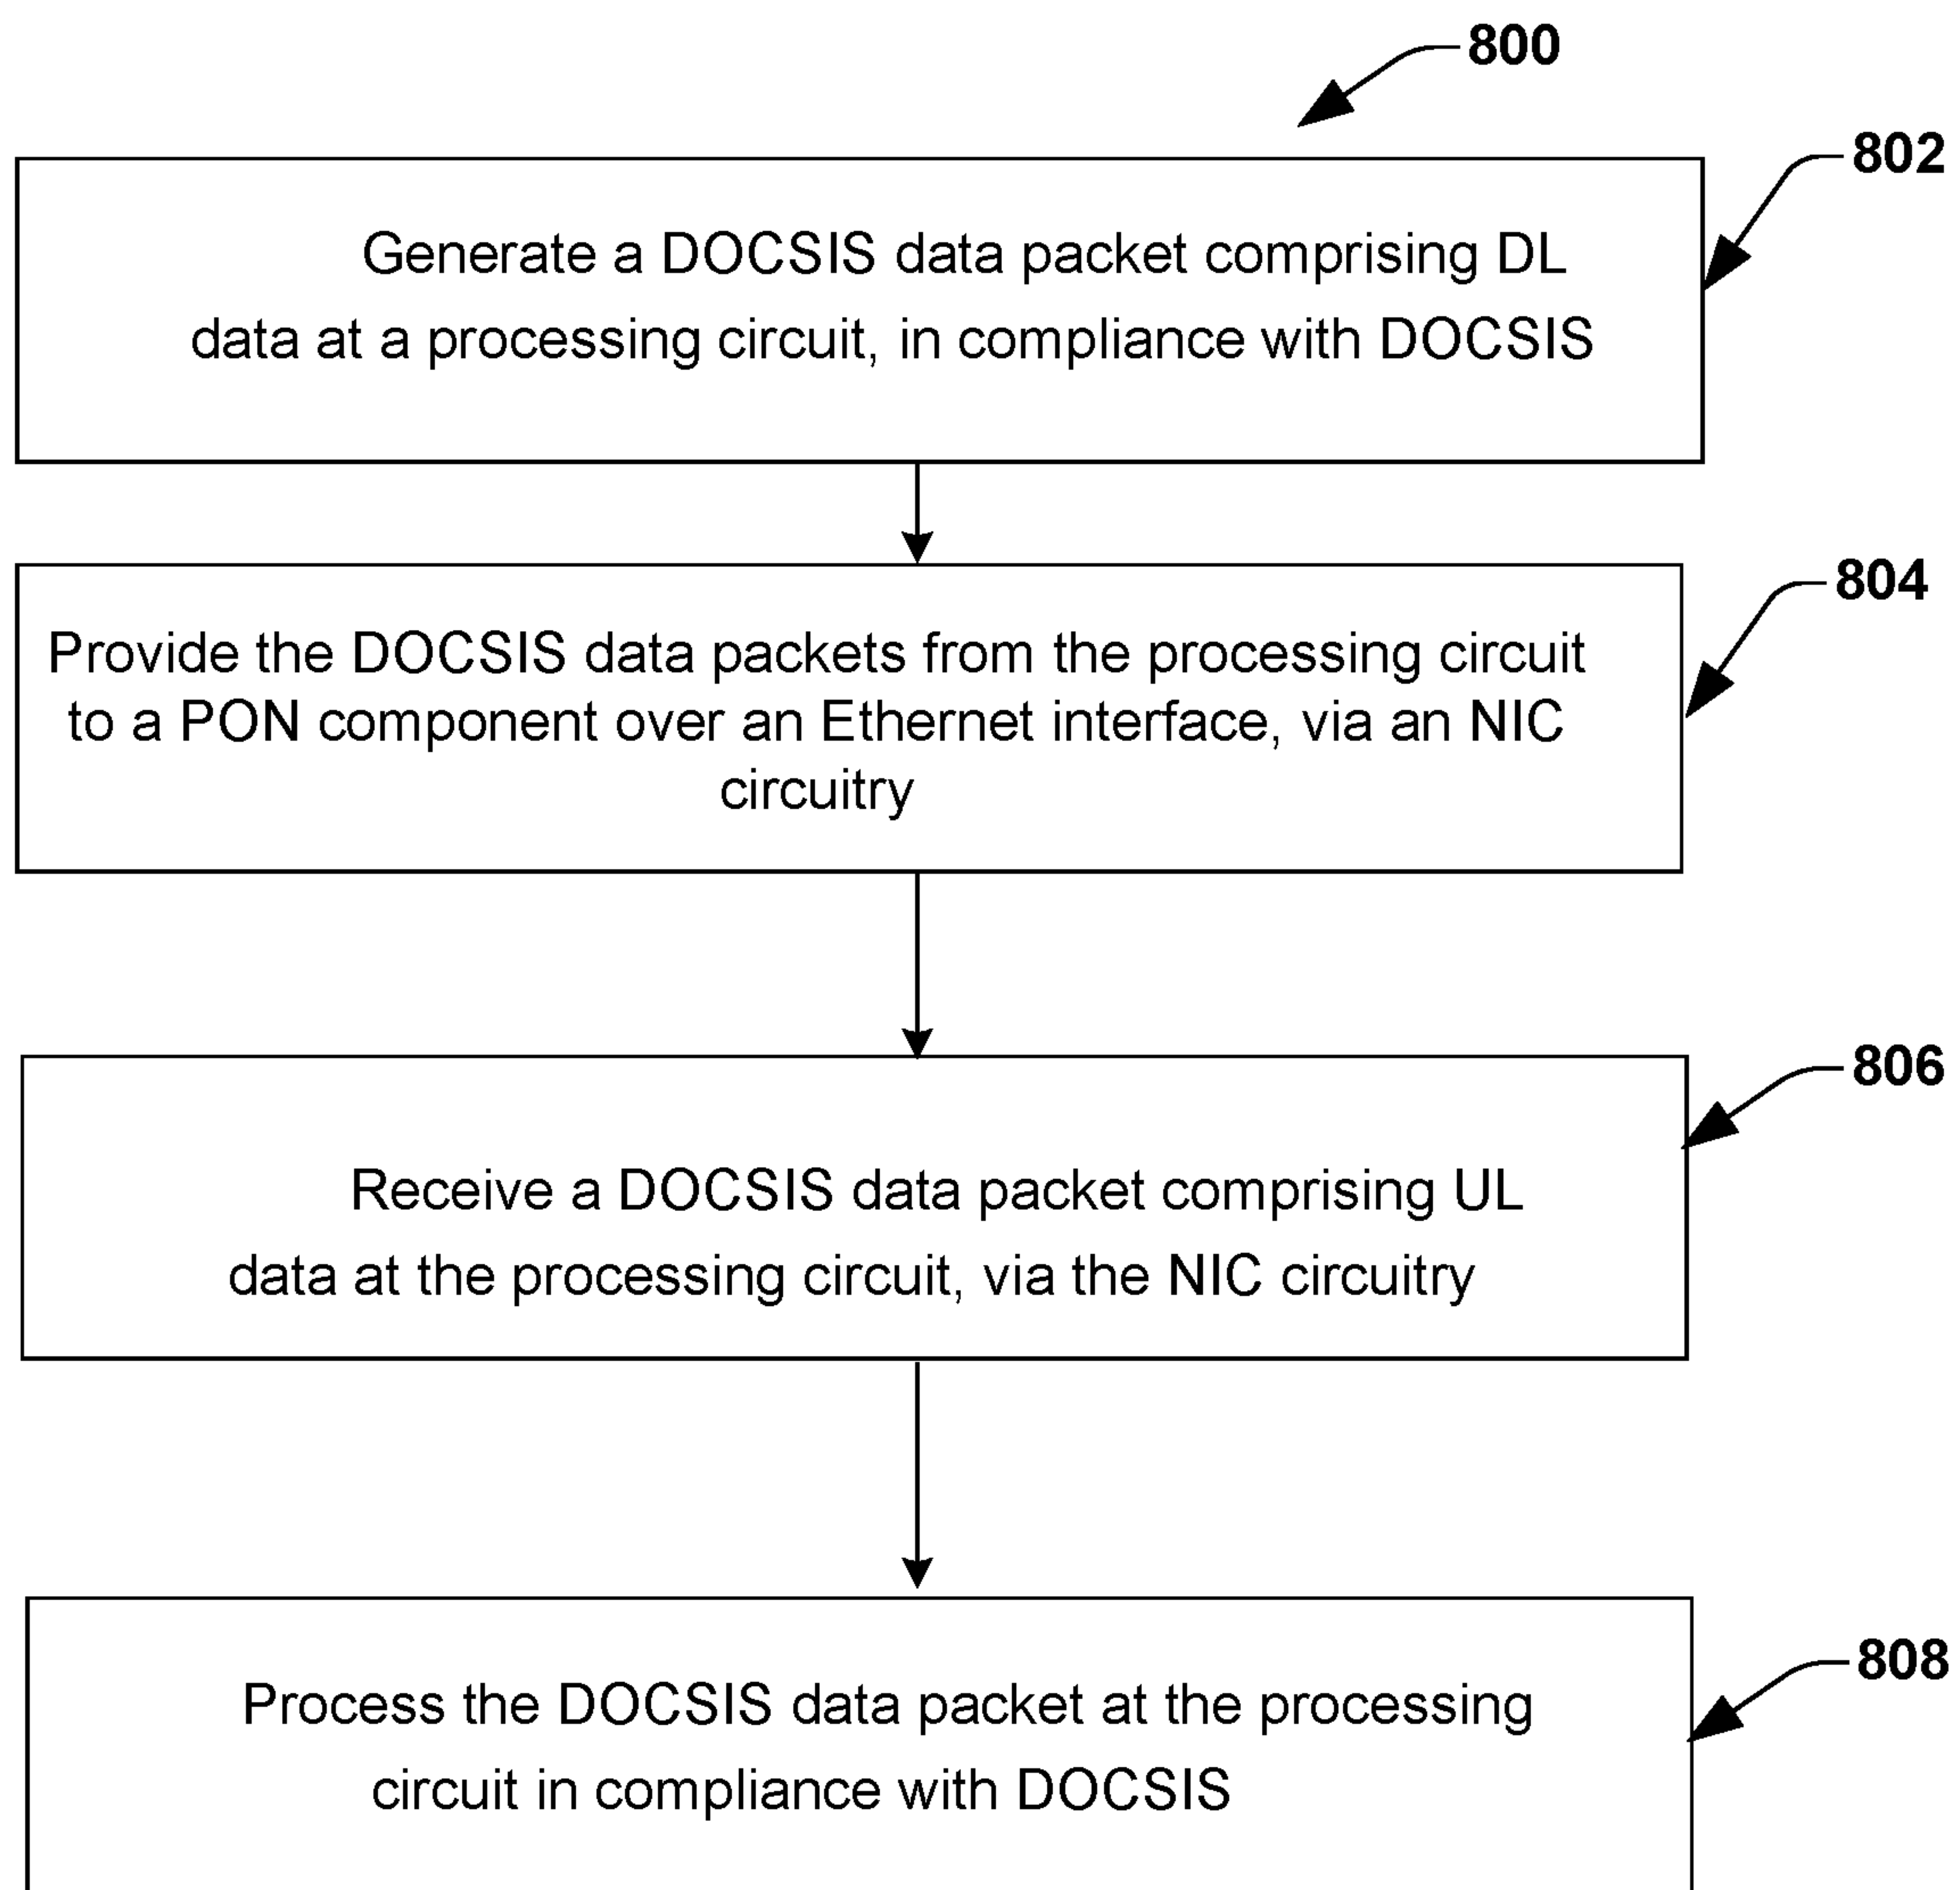 800
802
Generate a DOCSIS data packet comprising DL
data at a processing circuit, in compliance with DOCSIS
804
Provide the DOCSIS data packets from the processing circuit
to a PON component over an Ethernet interface, via an NIC
circuitry
806
Receive a DOCSIS data packet comprising UL
data at the processing circuit, via the NIC circuitry
808
Process the DOCSIS data packet at the processing
circuit in compliance with DOCSIS